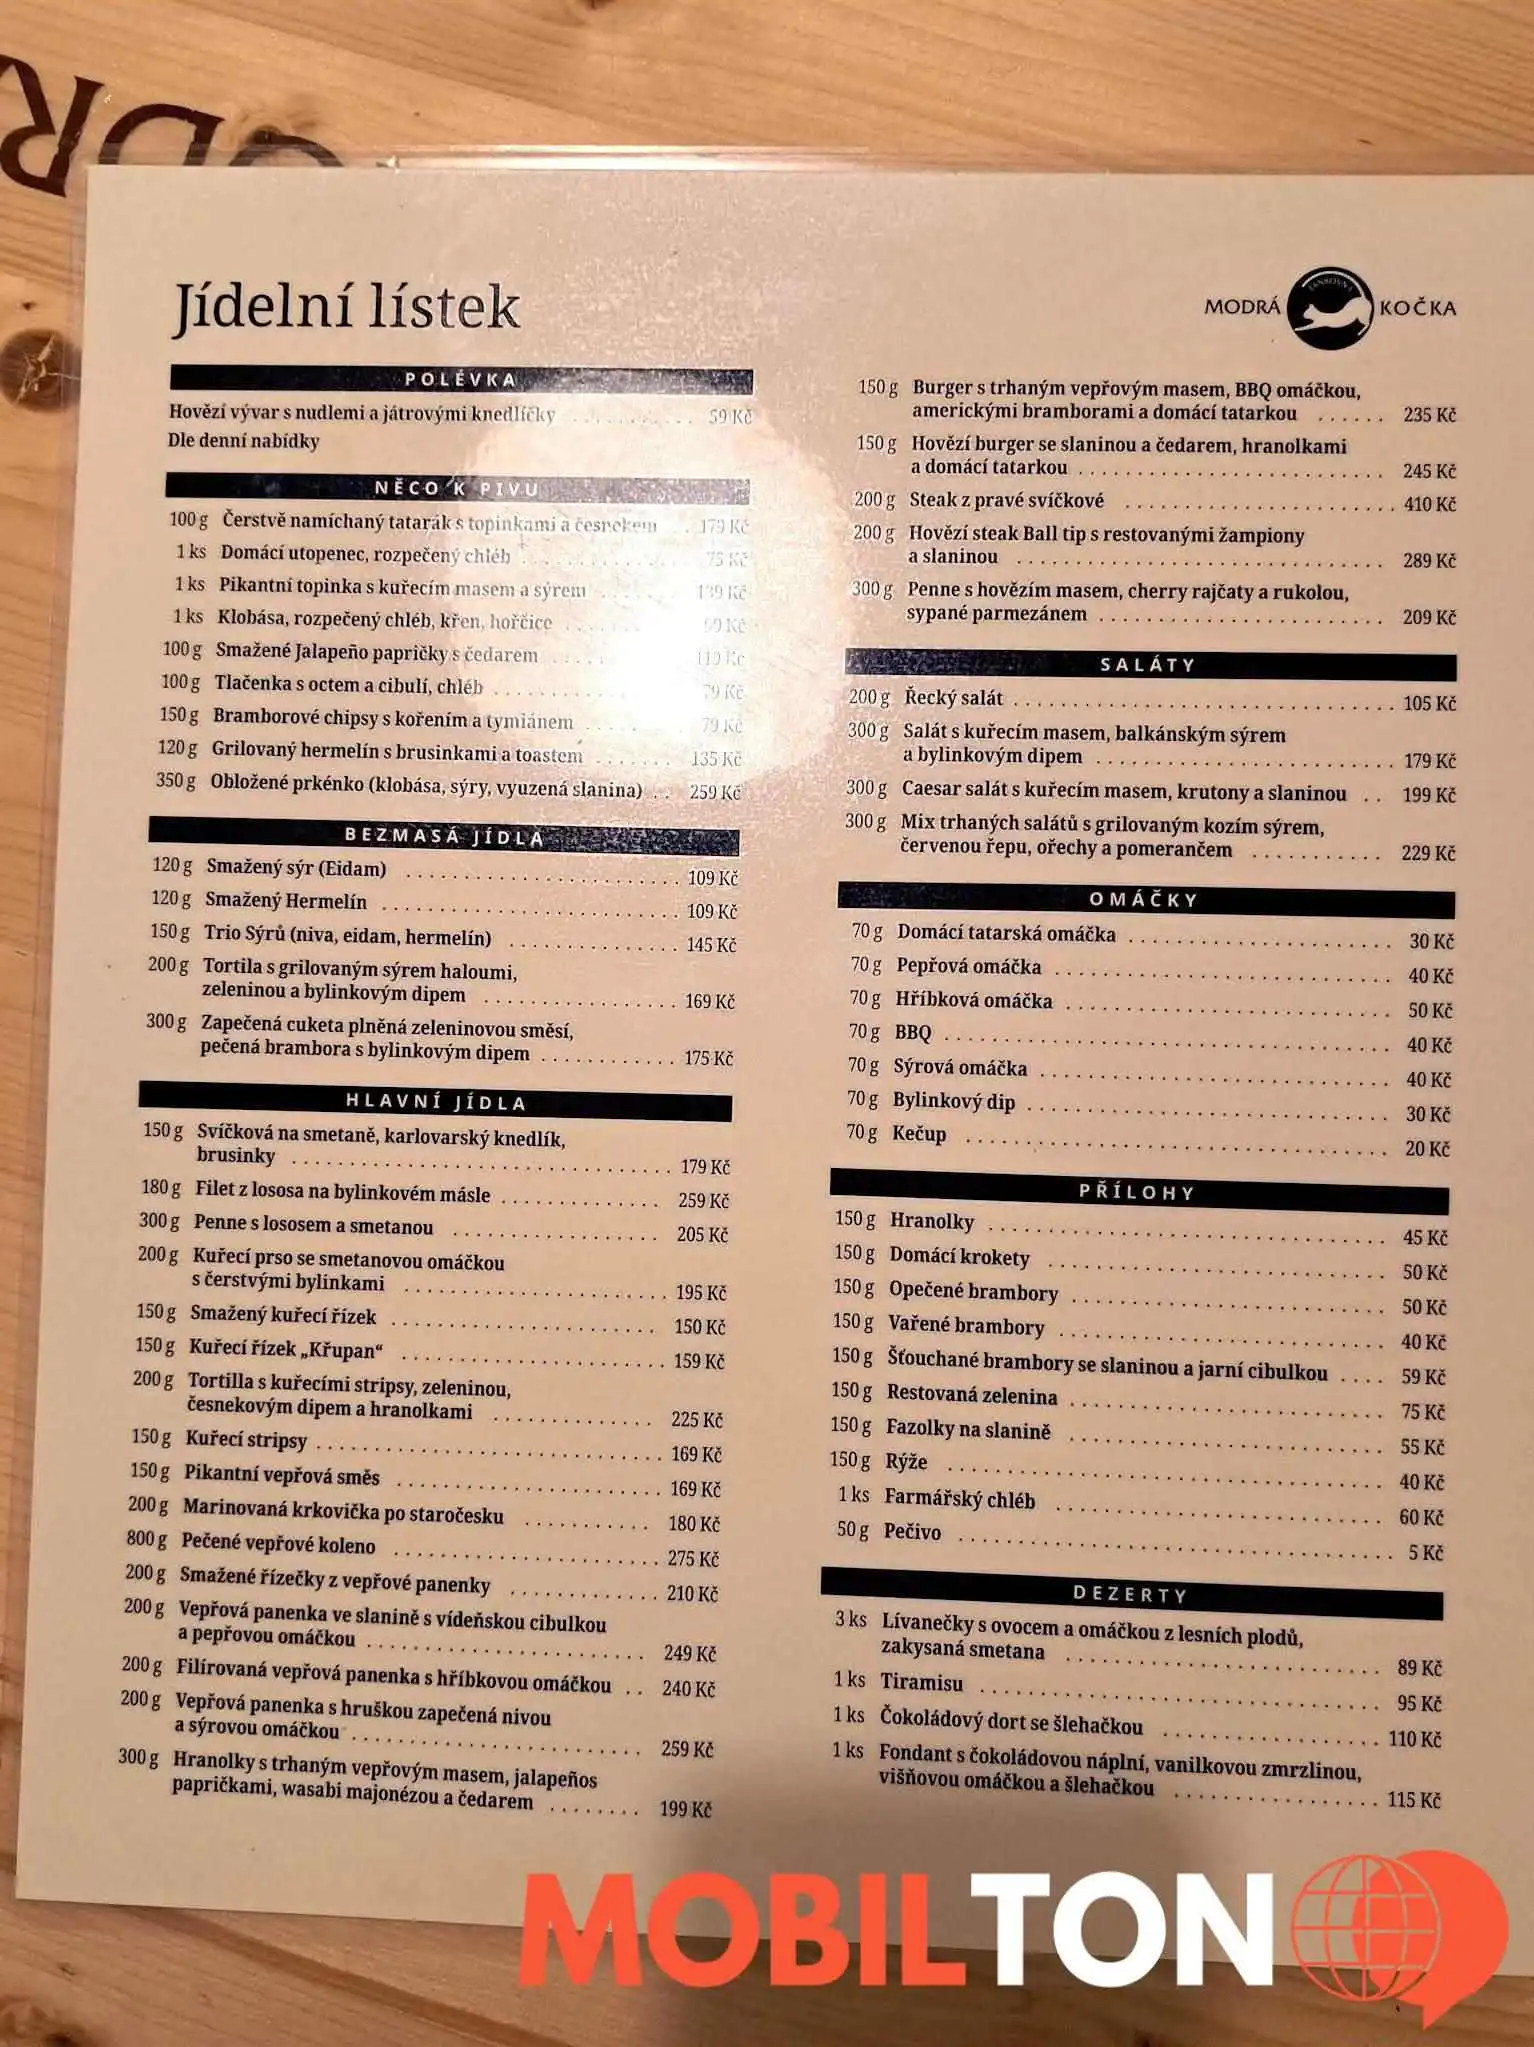 Jídelní lístek
MODRÁ
KOČKA
POLÉVKA
Hovězí vývar s nudlemi a játrovými knedlíčky 59 Kč
Dle denní nabídky
NĚCO K PIVU
100 g Čerstvě namíchaný tatarák s topinkami a česnekem 179 Kč
1 ks Domácí utopenec, rozpečený chléb 75 Kč
1 ks Pikantní topinka s kuřecím masem a sýrem 139 Kč
1 ks Klobása, rozpečený chléb, křen, hořčice Kč
100 g Smažené Jalapeño papričky s čedarem Kč
100 g Tlačenka s octem a cibulí, chléb 79 Kč
150 g Bramborové chipsy s kořením a tymiánem 79 Kč
120 g Grilovaný hermelín s brusinkami a toastem 135 Kč
350 g Obložené prkénko (klobása, sýry, vyuzená slanina) 259 Kč
BEZMASÁ JÍDLA
120 g Smažený sýr (Eidam) 109 Kč
120 g Smažený Hermelín 109 Kč
150 g Trio Sýrů (niva, eidam, hermelín) 145 Kč
200 g Tortila s grilovaným sýrem haloumi,
zeleninou a bylinkovým dipem 169 Kč
300 g Zapečená cuketa plněná zeleninovou směsí,
pečená brambora s bylinkovým dipem 175 Kč
HLAVNÍ JÍDLA
150 g Svíčková na smetaně, karlovarský knedlík,
brusinky 179 Kč
180 g Filet z lososa na bylinkovém másle 259 Kč
300 g Penne s lososem a smetanou 205 Kč
200 g Kuřecí prso se smetanovou omáčkou
s čerstvými bylinkami 195 Kč
150 g Smažený kuřecí řízek 150 Kč
150 g Kuřecí řízek „Křupan“ 159 Kč
200 g Tortilla s kuřecími stripsy, zeleninou,
česnekovým dipem a hranolkami 225 Kč
150 g Kuřecí stripsy 169 Kč
150 g Pikantní vepřová směs 169 Kč
200 g Marinovaná krkovička po staročesku 180 Kč
800 g Pečené vepřové koleno 275 Kč
200 g Smažené řízečky z vepřové panenky 210 Kč
200 g Vepřová panenka ve slanině s vídeňskou cibulkou
a pepřovou omáčkou 249 Kč
200 g Filírovaná vepřová panenka s hříbkovou omáčkou 240 Kč
200 g Vepřová panenka s hruškou zapečená nivou
a sýrovou omáčkou 259 Kč
300 g Hranolky s trhaným vepřovým masem, jalapeños
papričkami, wasabi majonézou a čedarem 199 Kč
150 g Burger s trhaným vepřovým masem, BBQ omáčkou,
americkými bramborami a domácí tatarkou 235 Kč
150 g Hovězí burger se slaninou a čedarem, hranolkami
a domácí tatarkou 245 Kč
200 g Steak z pravé svíčkové 410 Kč
200 g Hovězí steak Ball tip s restovanými žampiony
a slaninou 289 Kč
300 g Penne s hovězím masem, cherry rajčaty a rukolou,
sypané parmezánem 209 Kč
SALÁTY
200 g Řecký salát 105 Kč
300 g Salát s kuřecím masem, balkánským sýrem
a bylinkovým dipem 179 Kč
300 g Caesar salát s kuřecím masem, krutony a slaninou 199 Kč
300 g Mix trhaných salátů s grilovaným kozím sýrem,
červenou řepu, ořechy a pomerančem 229 Kč
OMÁČKY
70 g Domácí tatarská omáčka 30 Kč
70 g Pepřová omáčka 40 Kč
70 g Hříbková omáčka 50 Kč
70 g BBQ 40 Kč
70 g Sýrová omáčka 40 Kč
70 g Bylinkový dip 30 Kč
70 g Kečup 20 Kč
PŘÍLOHY
150 g Hranolky 45 Kč
150 g Domácí krokety 50 Kč
150 g Opečené brambory 50 Kč
150 g Vařené brambory 40 Kč
150 g Šťouchané brambory se slaninou a jarní cibulkou 59 Kč
150 g Restovaná zelenina 75 Kč
150 g Fazolky na slanině 55 Kč
150 g Rýže 40 Kč
1 ks Farmářský chléb 60 Kč
50 g Pečivo 5 Kč
DEZERTY
3 ks Lívanečky s ovocem a omáčkou z lesních plodů,
zakysaná smetana 89 Kč
1 ks Tiramisu 95 Kč
1 ks Čokoládový dort se šlehačkou 110 Kč
1 ks Fondant s čokoládovou náplní, vanilkovou zmrzlinou,
višňovou omáčkou a šlehačkou 115 Kč
MOBILTON